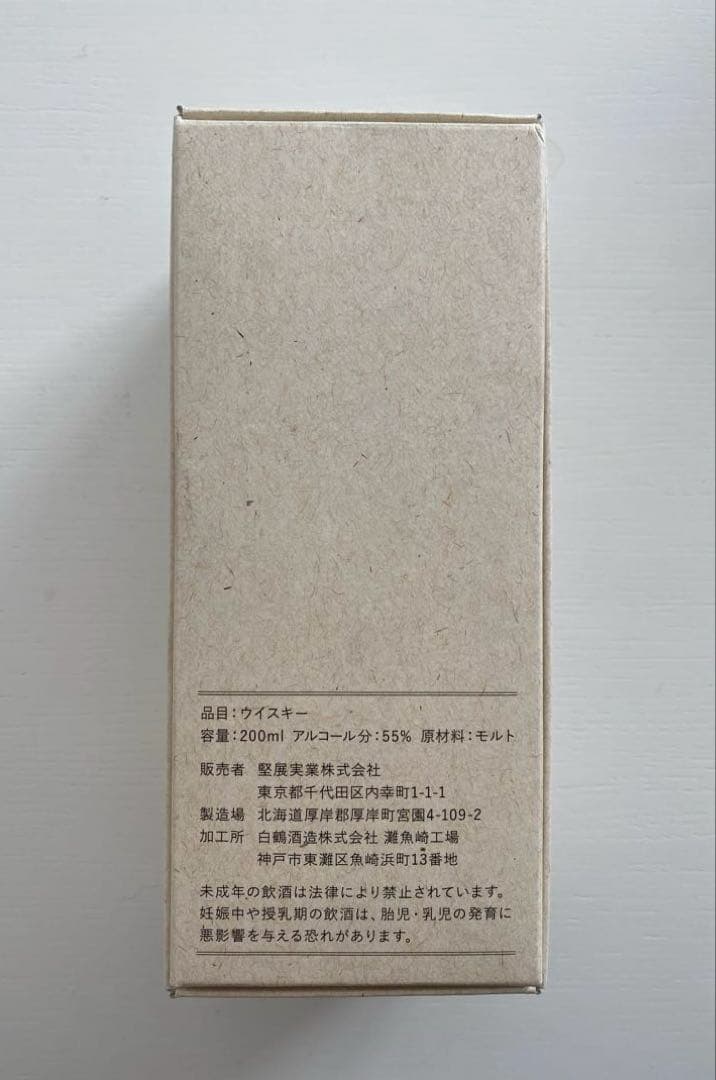 品目：ウイスキー
容量：200ml アルコール分：55% 原材料：モルト
販売者 堅展実業株式会社
東京都千代田区内幸町1-1-1
製造場 北海道厚岸郡厚岸町宮園4-109-2
加工所 白鶴酒造株式会社 灘魚崎工場
神戸市東灘区魚崎浜町13番地
未成年の飲酒は法律により禁止されています。
妊娠中や授乳期の飲酒は、胎児・乳児の発育に
悪影響を与える恐れがあります。